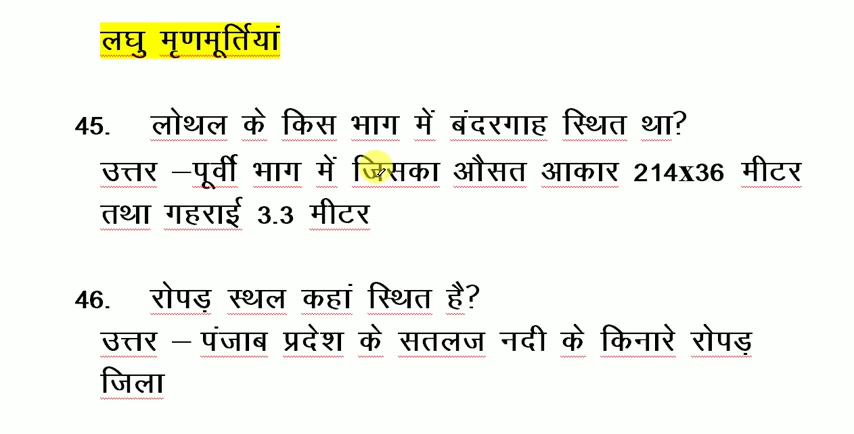 लघु मृणमूर्तियां
45. लोथल के किस भाग में बंदरगाह स्थित था?
उत्तर –पूर्वी भाग में जिसका औसत आकार 214x36 मीटर
तथा गहराई 3.3 मीटर
46. रोपड़ स्थल कहां स्थित है?
उत्तर – पंजाब प्रदेश के सतलज नदी के किनारे रोपड़
जिला